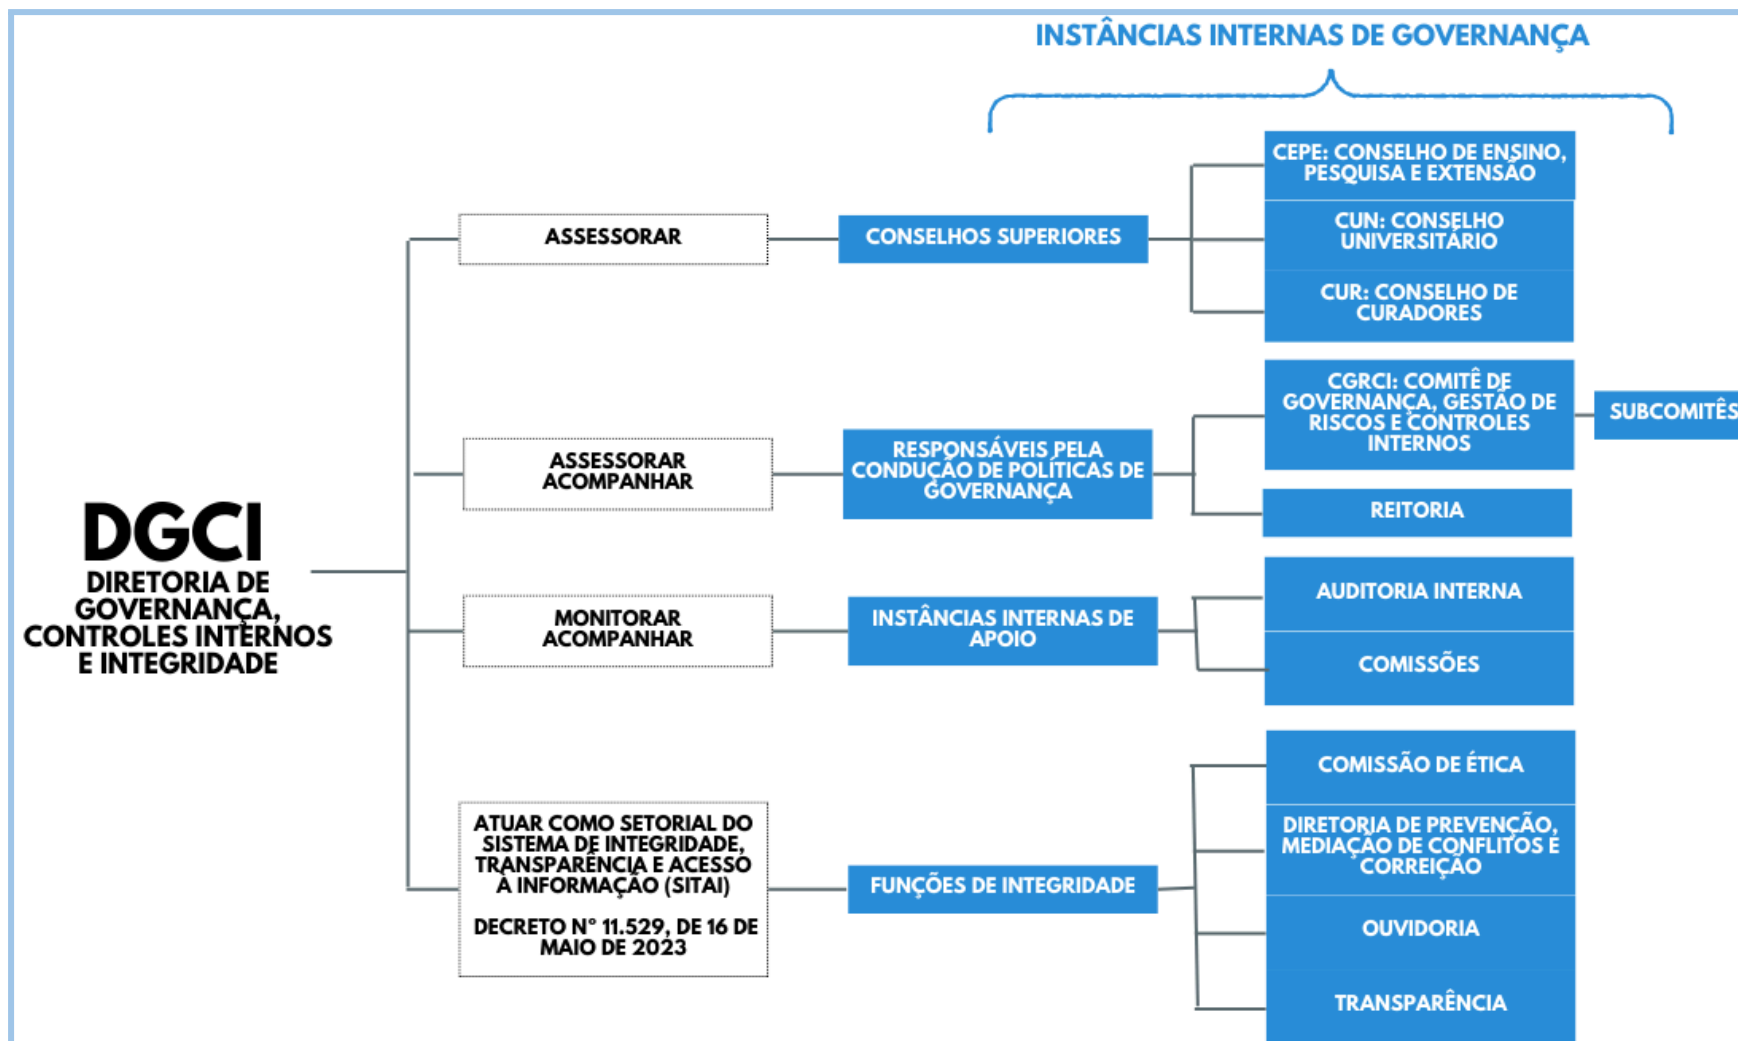 INSTÂNCIAS INTERNAS DE GOVERNANÇA
DGCI
DIRETORIA DE
GOVERNANÇA,
CONTROLES INTERNOS
E INTEGRIDADE
ASSESSORAR
CONSELHOS SUPERIORES
CEPE: CONSELHO DE ENSINO,
PESQUISA E EXTENSÃO
CUN: CONSELHO
UNIVERSITÁRIO
CUR: CONSELHO DE
CURADORES
ASSESSORAR
ACOMPANHAR
RESPONSÁVEIS PELA
CONDUÇÃO DE POLÍTICAS DE
GOVERNANÇA
CGRCI: COMITÊ DE
GOVERNANÇA, GESTÃO DE
RISCOS E CONTROLES
INTERNOS
SUBCOMITÊS
REITORIA
MONITORAR
ACOMPANHAR
INSTÂNCIAS INTERNAS DE
APOIO
AUDITORIA INTERNA
COMISSÕES
ATUAR COMO SETORIAL DO
SISTEMA DE INTEGRIDADE,
TRANSPARÊNCIA E ACESSO
À INFORMAÇÃO (SITAI)
DECRETO Nº 11.529, DE 16 DE
MAIO DE 2023
FUNÇÕES DE INTEGRIDADE
COMISSÃO DE ÉTICA
DIRETORIA DE PREVENÇÃO,
MEDIAÇÃO DE CONFLITOS E
CORREIÇÃO
OUVIDORIA
TRANSPARÊNCIA